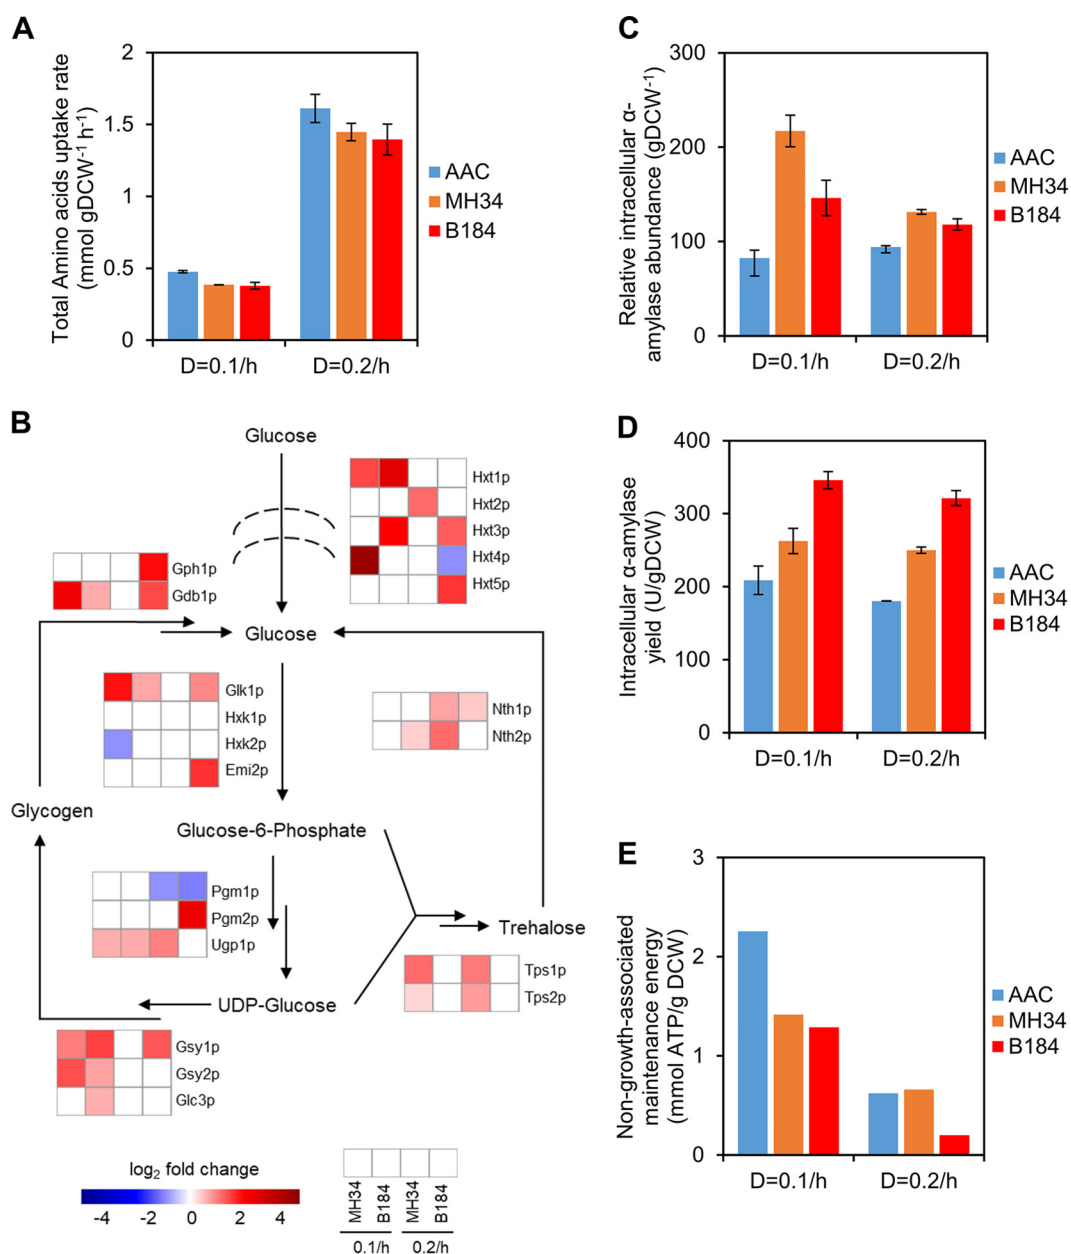 A
Total Amino acids uptake rate
(mmol gDCW⁻¹ h⁻¹)
2
1.5
1
0.5
0
D=0.1/h
D=0.2/h
AAC
MH34
B184
C
Relative intracellular α-
amylase abundance (gDCW⁻¹)
300
200
100
0
D=0.1/h
D=0.2/h
AAC
MH34
B184
B
Glucose
Hxt1p
Hxt2p
Hxt3p
Hxt4p
Hxt5p
Gph1p
Gdb1p
Glucose
Glk1p
Hxk1p
Hxk2p
Emi2p
Nth1p
Nth2p
Glycogen
Glucose-6-Phosphate
Pgm1p
Pgm2p
Ugp1p
Trehalose
Tps1p
Tps2p
UDP-Glucose
Gsy1p
Gsy2p
Glc3p
log₂ fold change
-4 -2 0 2 4
MH34
B184
MH34
B184
0.1/h
0.2/h
D
Intracellular α-amylase
yield (U/gDCW)
400
300
200
100
0
D=0.1/h
D=0.2/h
AAC
MH34
B184
E
Non-growth-associated
maintenance energy
(mmol ATP/g DCW)
3
2
1
0
D=0.1/h
D=0.2/h
AAC
MH34
B184